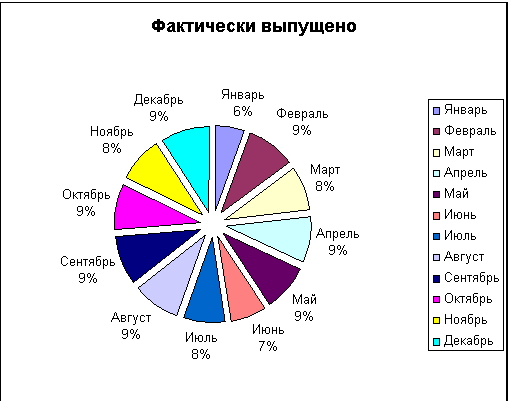 Фактически выпущено
Январь
6%
Февраль
9%
Март
8%
Апрель
9%
Май
9%
Июнь
7%
Июль
8%
Август
9%
Сентябрь
9%
Октябрь
9%
Ноябрь
8%
Декабрь
9%
Январь
Февраль
Март
Апрель
Май
Июнь
Июль
Август
Сентябрь
Октябрь
Ноябрь
Декабрь